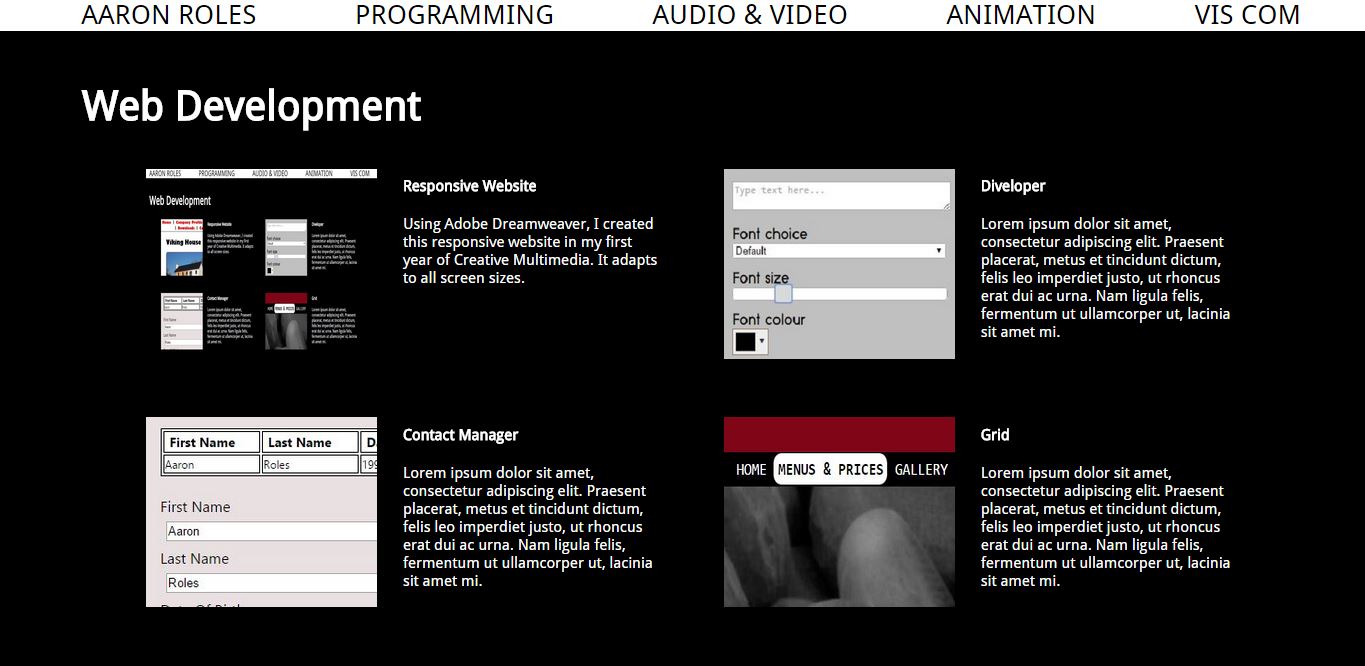 AARON ROLES PROGRAMMING AUDIO & VIDEO ANIMATION VIS COM
Web Development
AARON ROLES PROGRAMMING AUDIO & VIDEO ANIMATION VIS COM
Web Development
Viking House
Responsive Website
Using Adobe Dreamweaver, I created
this responsive website in my first
year of Creative Multimedia. It adapts
to all screen sizes.
Type text here...
Font choice
Default
Font size
Font colour
Diveloper
Lorem ipsum dolor sit amet,
consectetur adipiscing elit. Praesent
placerat, metus et tincidunt dictum,
felis leo imperdiet justo, ut rhoncus
erat dui ac urna. Nam ligula felis,
fermentum ut ullamcorper ut, lacinia
sit amet mi.
First Name Last Name D
Aaron Roles 199
First Name
Aaron
Last Name
Roles
Contact Manager
Lorem ipsum dolor sit amet,
consectetur adipiscing elit. Praesent
placerat, metus et tincidunt dictum,
felis leo imperdiet justo, ut rhoncus
erat dui ac urna. Nam ligula felis,
fermentum ut ullamcorper ut, lacinia
sit amet mi.
HOME MENUS & PRICES GALLERY
Grid
Lorem ipsum dolor sit amet,
consectetur adipiscing elit. Praesent
placerat, metus et tincidunt dictum,
felis leo imperdiet justo, ut rhoncus
erat dui ac urna. Nam ligula felis,
fermentum ut ullamcorper ut, lacinia
sit amet mi.